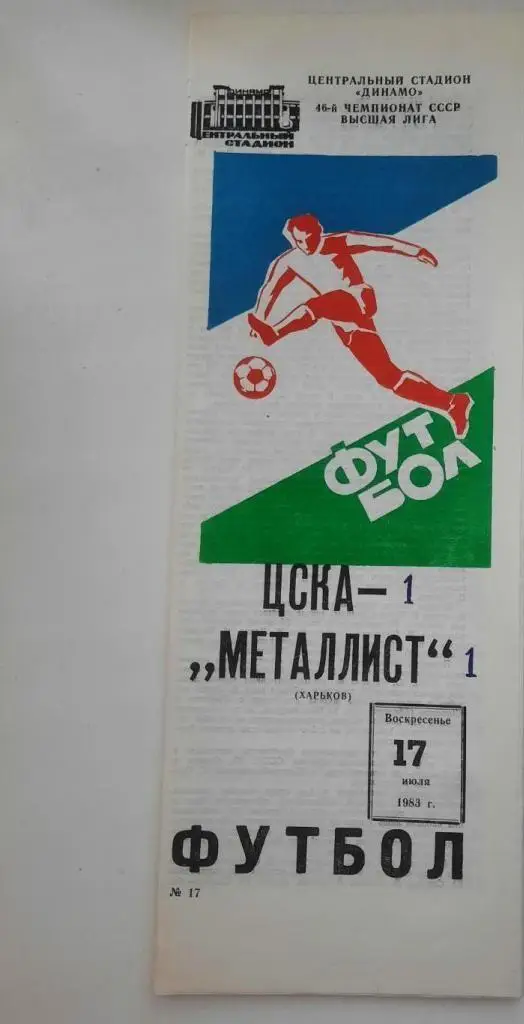 ЦЕНТРАЛЬНЫЙ СТАДИОН
«ДИНАМО»
46-й ЧЕМПИОНАТ СССР
ВЫСШАЯ ЛИГА
ДИНАМО
ЦЕНТРАЛЬНЫЙ
СТАДИОН
ФУТ
БОЛ
ЦСКА— 1
„МЕТАЛЛИСТ“ 1
(ХАРЬКОВ)
Воскресенье
17
июля
1983 г.
ФУТБОЛ
№ 17